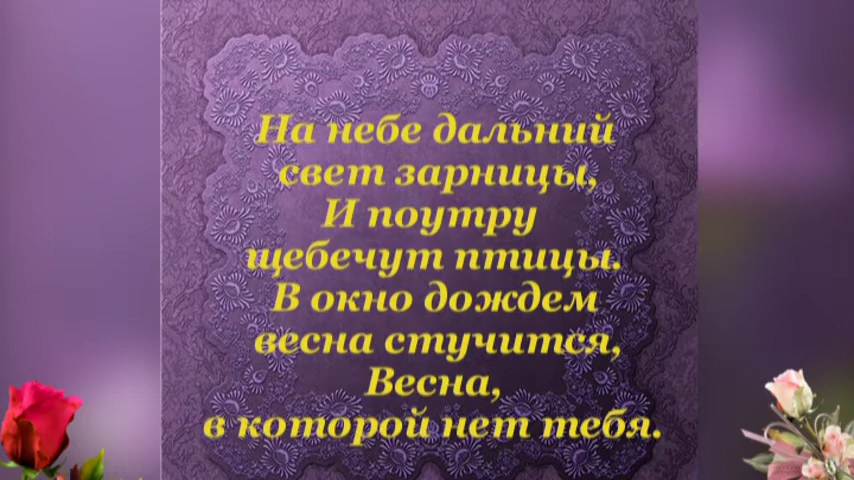 На небе дальний
свет зарницы,
И поутру
щебечут птицы.
В окно дождем
весна стучится,
Весна,
в которой нет тебя.